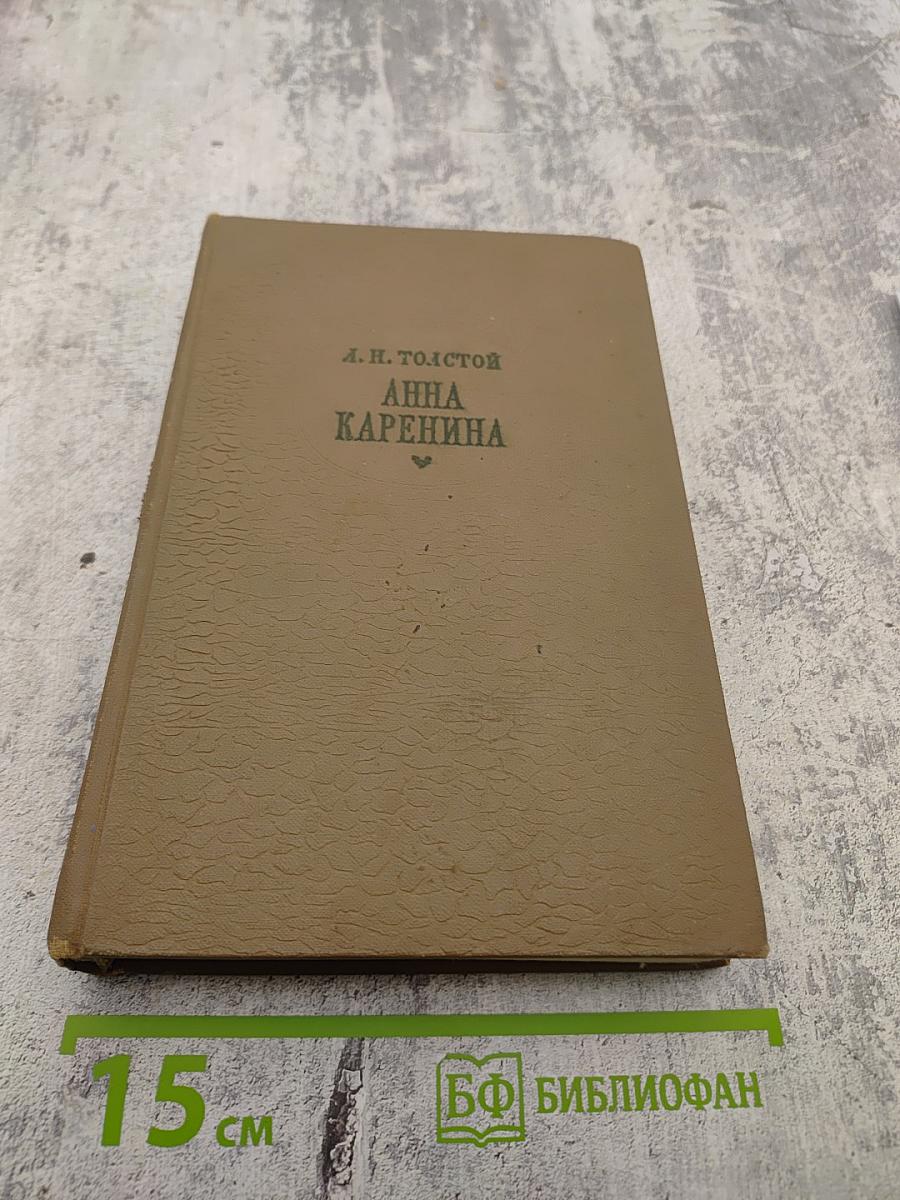 Л. Н. ТОЛСТОЙ
АННА
КАРЕНИНА
15 см
БФ БИБЛИОФАН